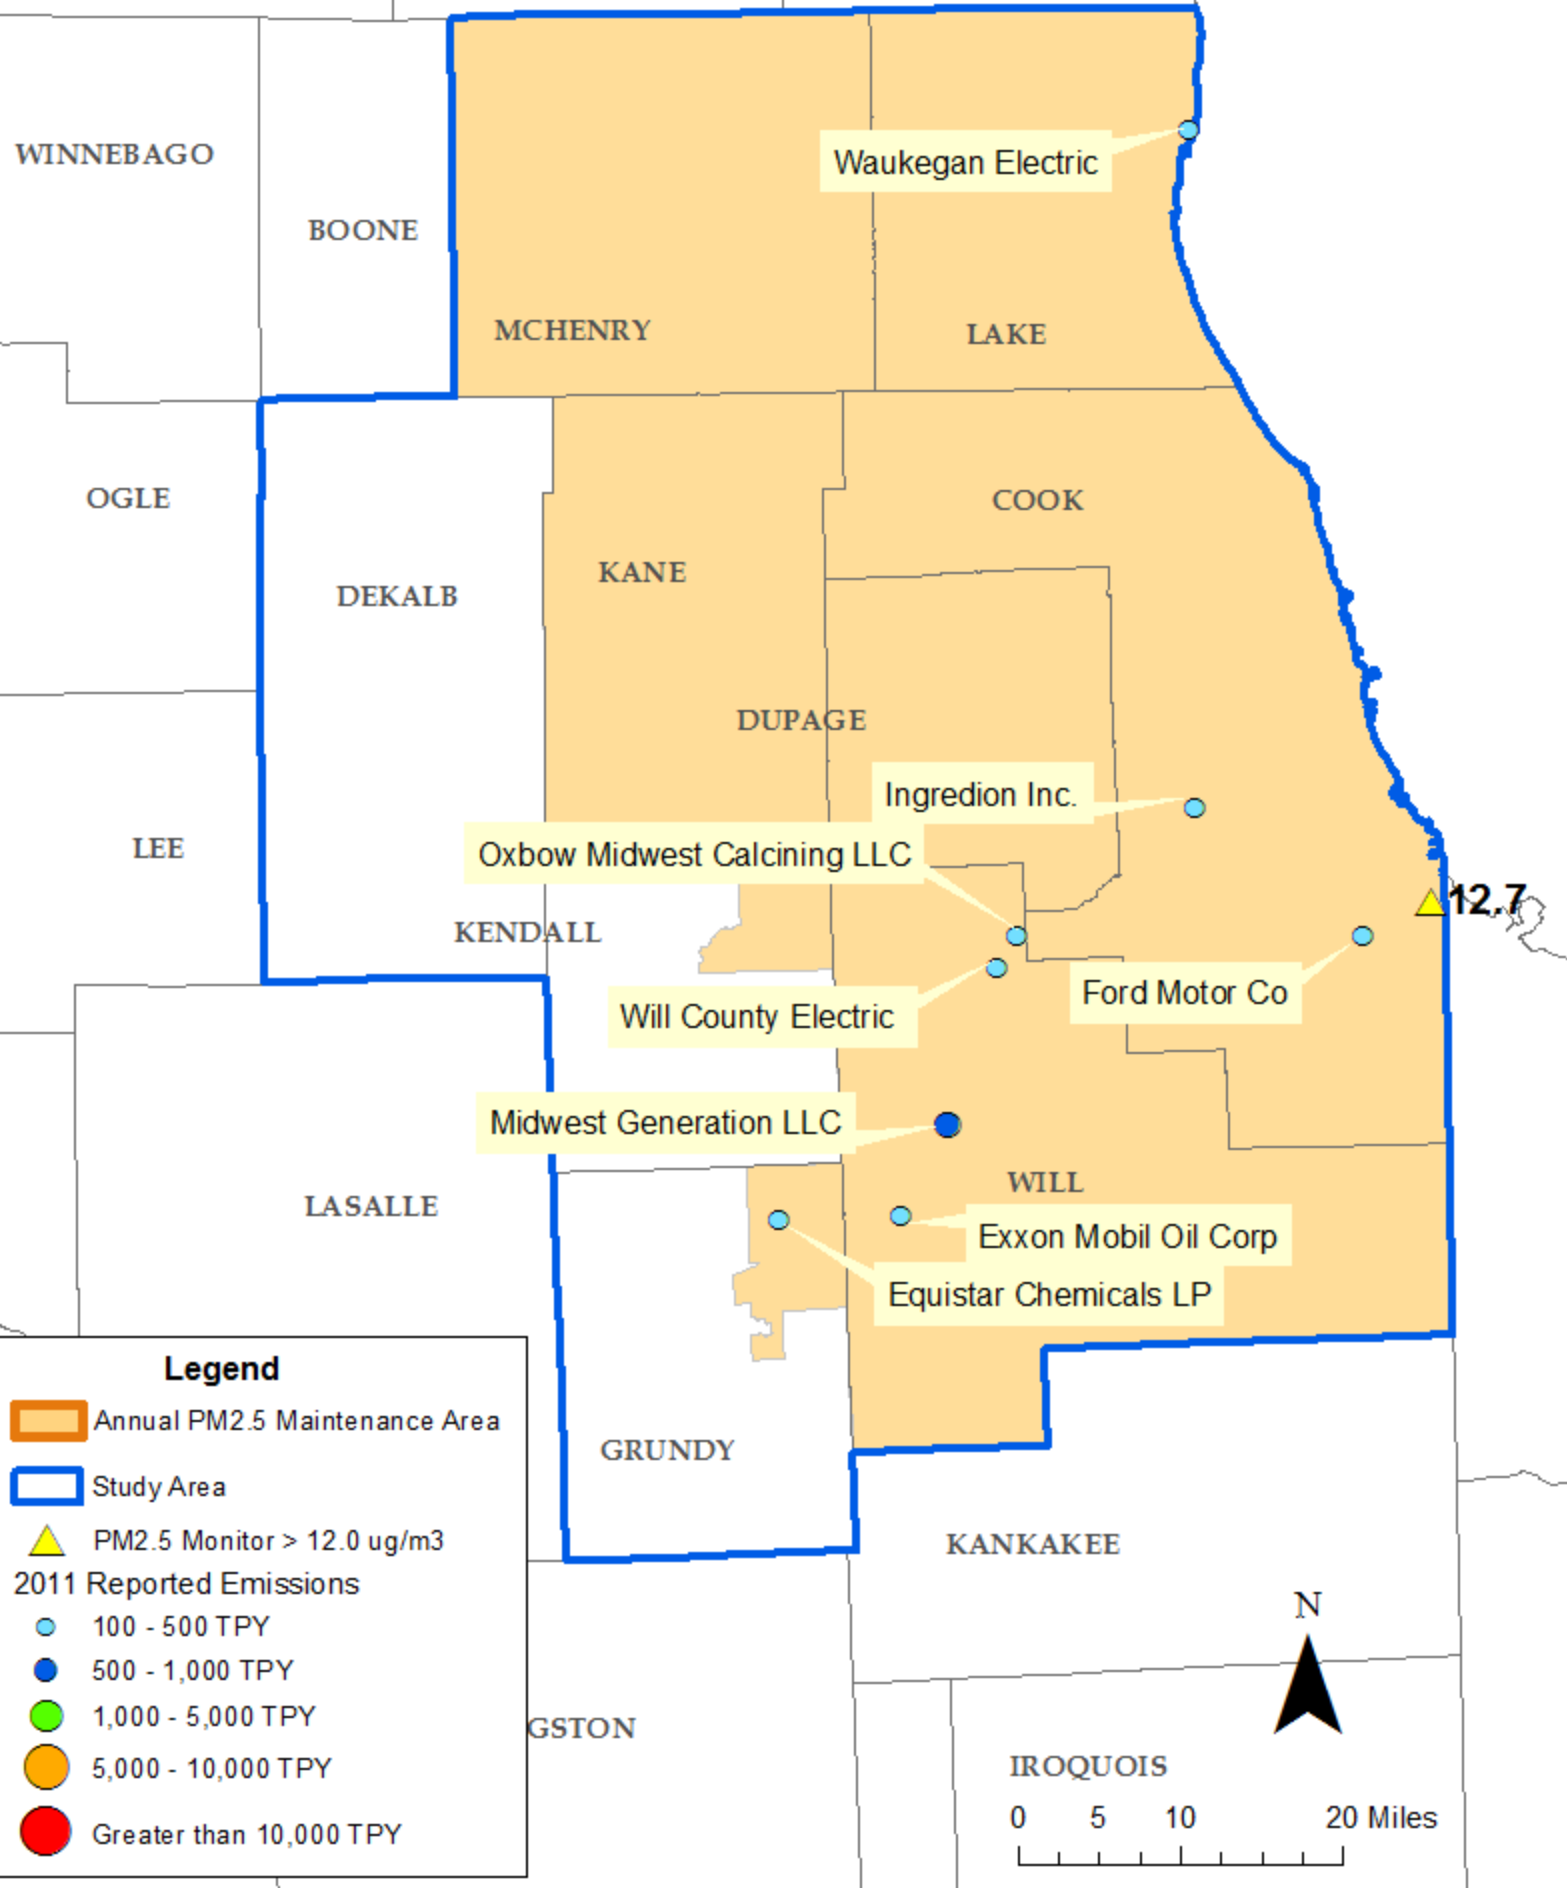 WINNEBAGO
Waukegan Electric
BOONE
MCHENRY
LAKE
OGLE
COOK
KANE
DEKALB
DUPAGE
Ingredion Inc.
LEE
Oxbow Midwest Calcining LLC
12.7
KENDALL
Ford Motor Co
Will County Electric
Midwest Generation LLC
WILL
LASALLE
Exxon Mobil Oil Corp
Equistar Chemicals LP
Legend
Annual PM2.5 Maintenance Area
GRUNDY
Study Area
PM2.5 Monitor > 12.0 ug/m3
KANKAKEE
2011 Reported Emissions
N
100 - 500 TPY
500 - 1,000 TPY
1,000 - 5,000 TPY
GSTON
5,000 - 10,000 TPY
IROQUOIS
0 5 10 20 Miles
Greater than 10,000 TPY